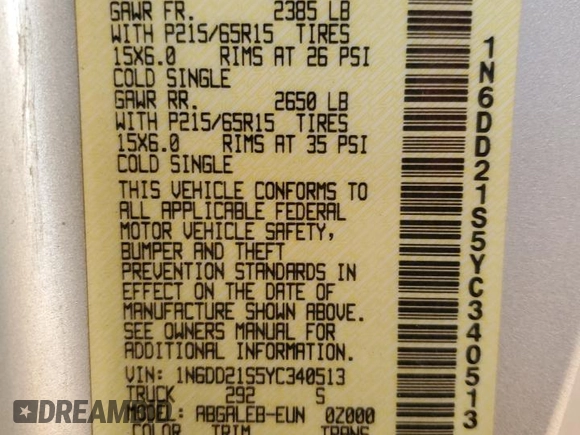 GAWR FR. 2385 LB
WITH P215/65R15 TIRES
15X6.0 RIMS AT 26 PSI
COLD SINGLE
GAWR RR. 2650 LB
WITH P215/65R15 TIRES
15X6.0 RIMS AT 35 PSI
COLD SINGLE
THIS VEHICLE CONFORMS TO
ALL APPLICABLE FEDERAL
MOTOR VEHICLE SAFETY,
BUMPER AND THEFT
PREVENTION STANDARDS IN
EFFECT ON THE DATE OF
MANUFACTURE SHOWN ABOVE.
SEE OWNERS MANUAL FOR
ADDITIONAL INFORMATION.
VIN: 1N6DD21S5YC340513
TRUCK 292 S
MODEL: ABGALEB-EUN 0Z000
COLOR TRIM TRANS
1N6DD21S5YC340513
DREAM